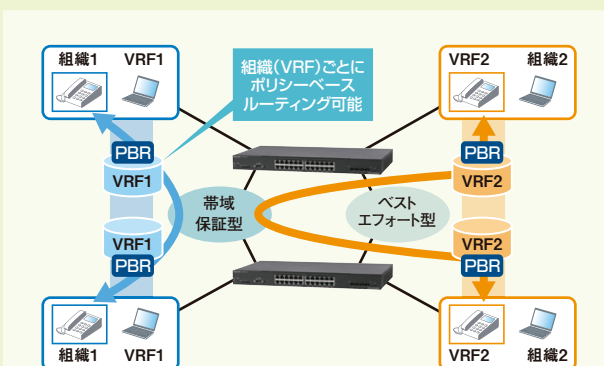 組織1 VRF1
組織(VRF)ごとに
ポリシーベース
ルーティング可能
VRF2 組織2
PBR
VRF1
PBR
VRF2
帯域
保証型
ベスト
エフォート型
VRF1
PBR
VRF2
PBR
組織1 VRF1
VRF2 組織2